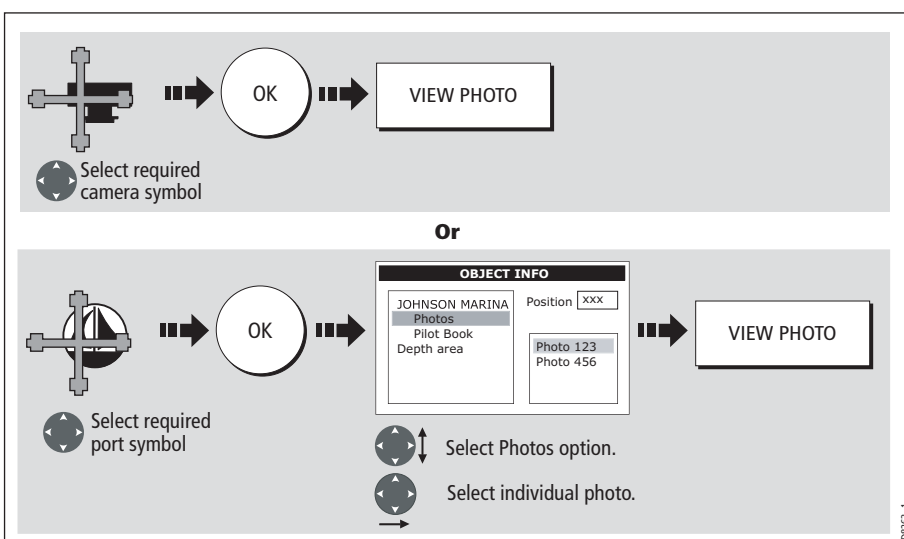 OK
VIEW PHOTO
Select required
camera symbol
Or
OBJECT INFO
JOHNSON MARINA
Photos
Pilot Book
Depth area
Position xxx
Photo 123
Photo 456
OK
VIEW PHOTO
Select required
port symbol
Select Photos option.
Select individual photo.